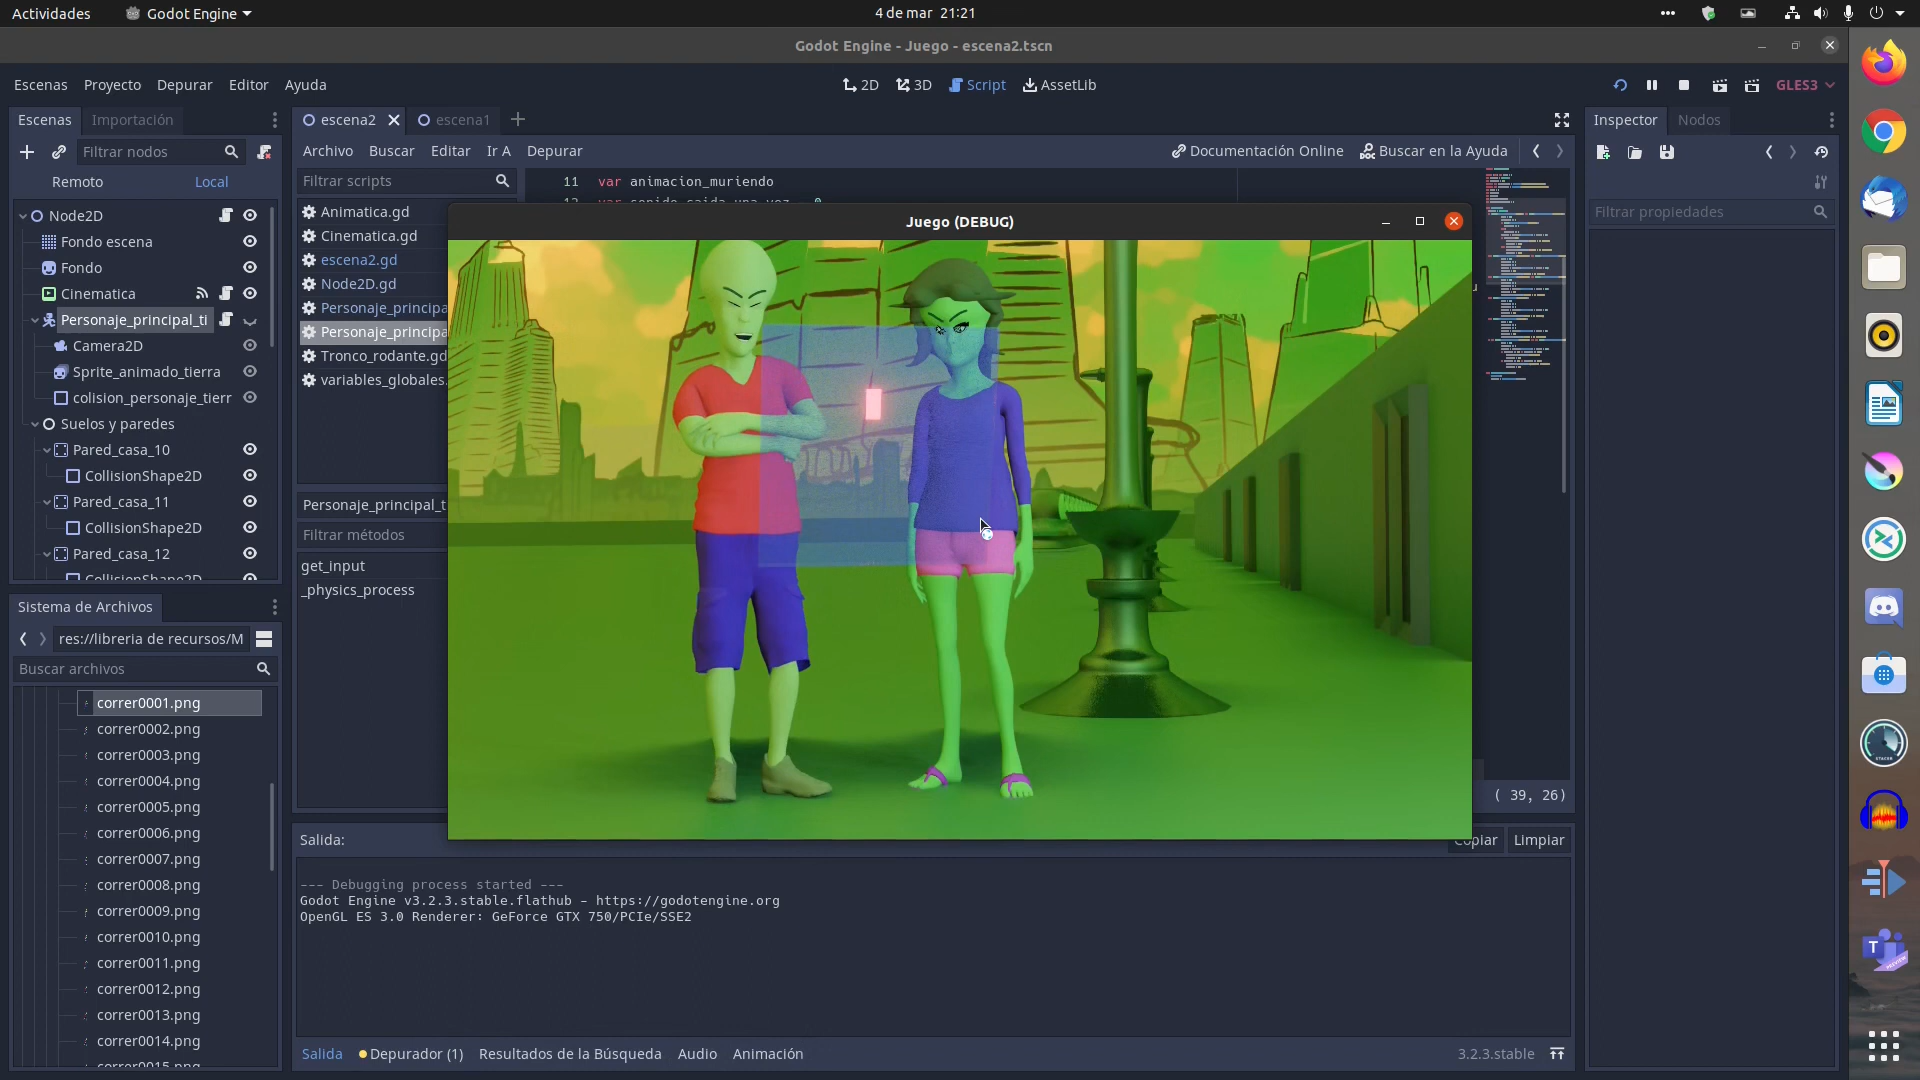 Actividades
Godot Engine
4 de mar 21:21
Godot Engine - Juego - escena2.tscn
Escenas Proyecto Depurar Editor Ayuda
2D 3D Script AssetLib
GLES3
Escenas Importación
escena2 escena1
Inspector Nodos
Filtrar nodos
Archivo Buscar Editar Ir A Depurar
Documentación Online Buscar en la Ayuda
Remoto Local
Filtrar scripts
11 var animacion_muriendo
Filtrar propiedades
Node2D
Fondo escena
Fondo
Cinematica
Personaje_principal_ti
Camera2D
Sprite_animado_tierra
colision_personaje_tierr
Suelos y paredes
Pared_casa_10
CollisionShape2D
Pared_casa_11
CollisionShape2D
Pared_casa_12
CollisionShape2D
Animatica.gd
Cinematica.gd
escena2.gd
Node2D.gd
Personaje_principa
Personaje_principa
Tronco_rodante.gd
variables_globales.
Personaje_principal_t
Filtrar métodos
get_input
_physics_process
Juego (DEBUG)
( 39, 26)
Sistema de Archivos
res://libreria de recursos/M
Buscar archivos
correr0001.png
correr0002.png
correr0003.png
correr0004.png
correr0005.png
correr0006.png
correr0007.png
correr0008.png
correr0009.png
correr0010.png
correr0011.png
correr0012.png
correr0013.png
correr0014.png
correr0015.png
Salida:
Copiar Limpiar
--- Debugging process started ---
Godot Engine v3.2.3.stable.flathub - https://godotengine.org
OpenGL ES 3.0 Renderer: GeForce GTX 750/PCIe/SSE2
Salida Depurador (1) Resultados de la Búsqueda Audio Animación
3.2.3.stable